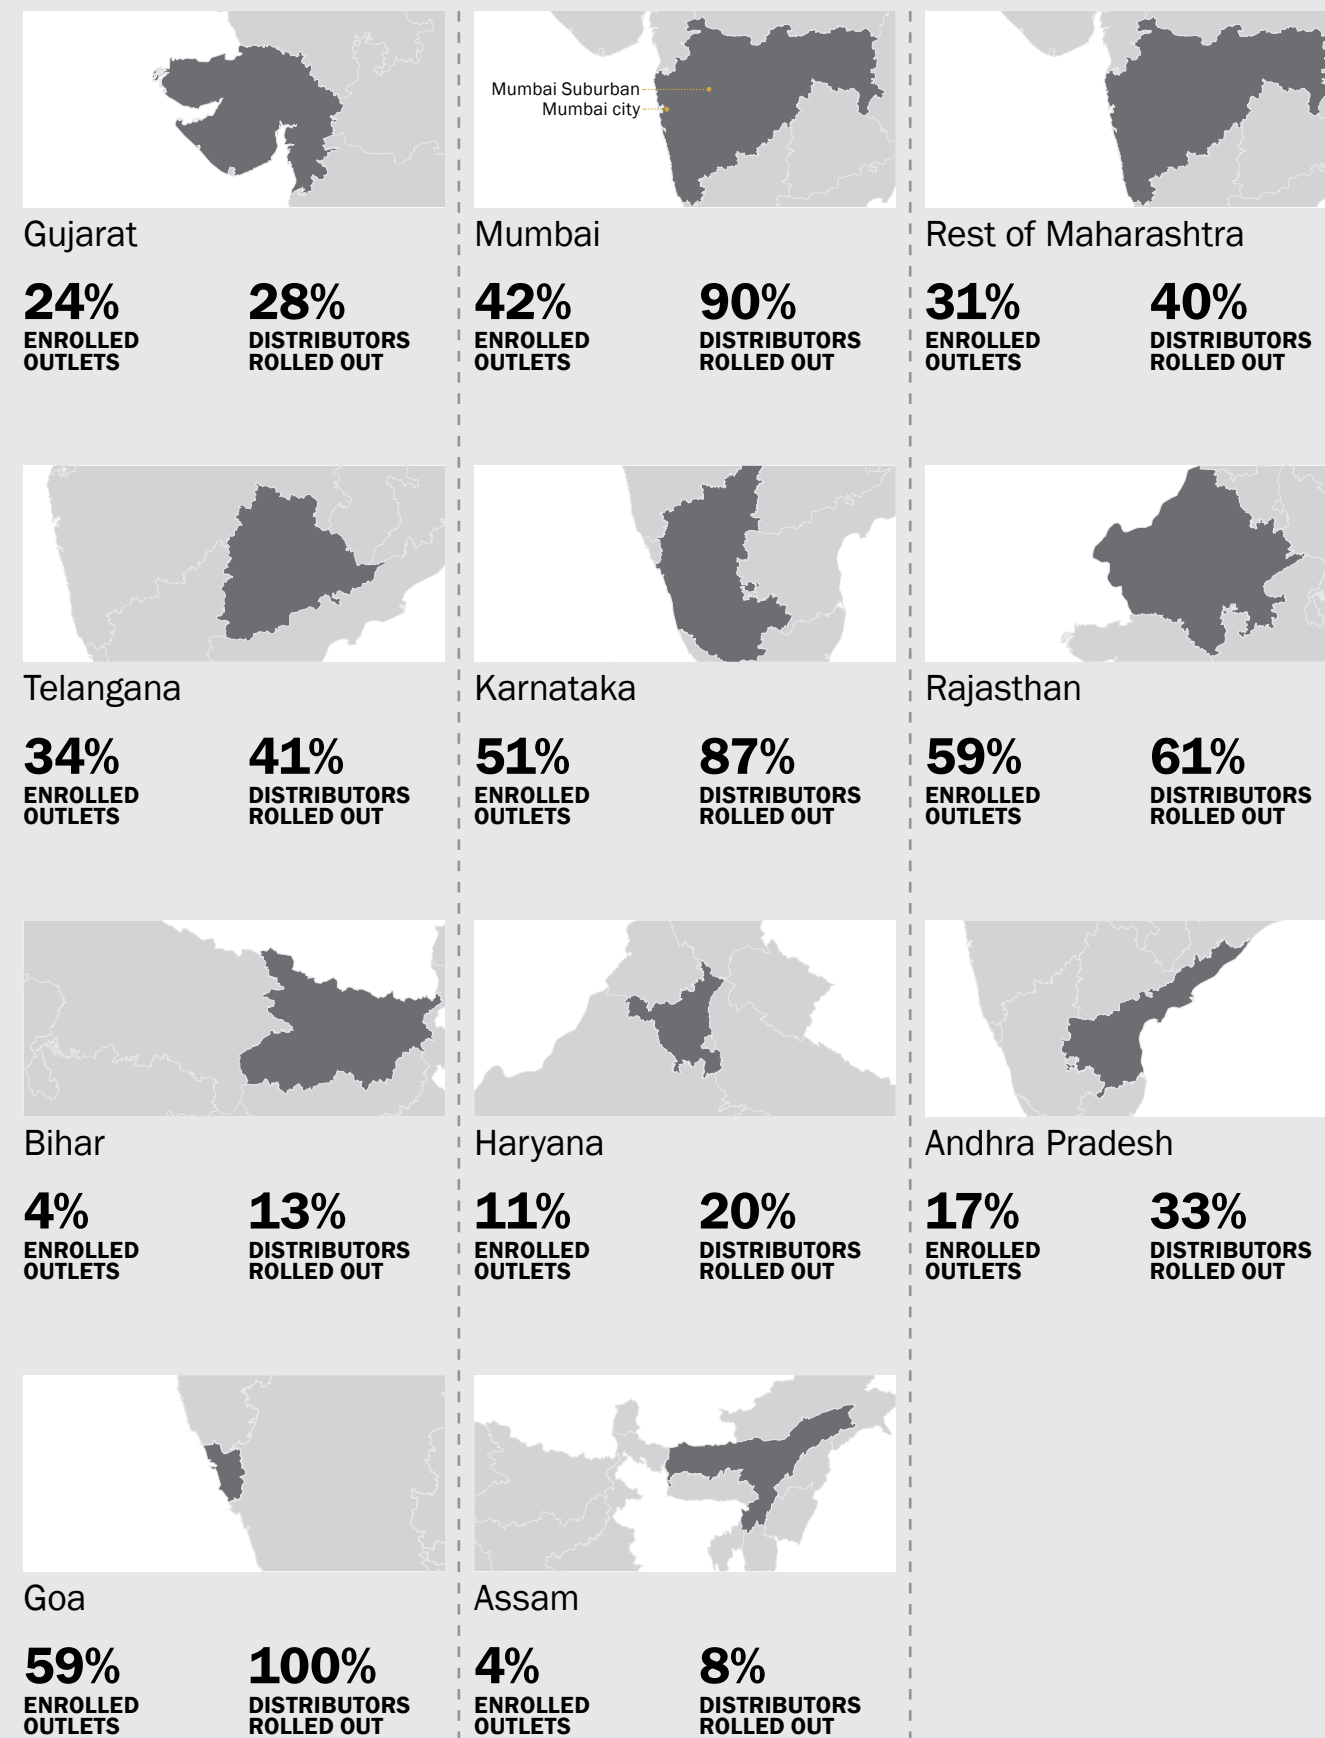 Mumbai Suburban
Mumbai city
Gujarat
24%
ENROLLED
OUTLETS
28%
DISTRIBUTORS
ROLLED OUT
Mumbai
42%
ENROLLED
OUTLETS
90%
DISTRIBUTORS
ROLLED OUT
Rest of Maharashtra
31%
ENROLLED
OUTLETS
40%
DISTRIBUTORS
ROLLED OUT
Telangana
34%
ENROLLED
OUTLETS
41%
DISTRIBUTORS
ROLLED OUT
Karnataka
51%
ENROLLED
OUTLETS
87%
DISTRIBUTORS
ROLLED OUT
Rajasthan
59%
ENROLLED
OUTLETS
61%
DISTRIBUTORS
ROLLED OUT
Bihar
4%
ENROLLED
OUTLETS
13%
DISTRIBUTORS
ROLLED OUT
Haryana
11%
ENROLLED
OUTLETS
20%
DISTRIBUTORS
ROLLED OUT
Andhra Pradesh
17%
ENROLLED
OUTLETS
33%
DISTRIBUTORS
ROLLED OUT
Goa
59%
ENROLLED
OUTLETS
100%
DISTRIBUTORS
ROLLED OUT
Assam
4%
ENROLLED
OUTLETS
8%
DISTRIBUTORS
ROLLED OUT